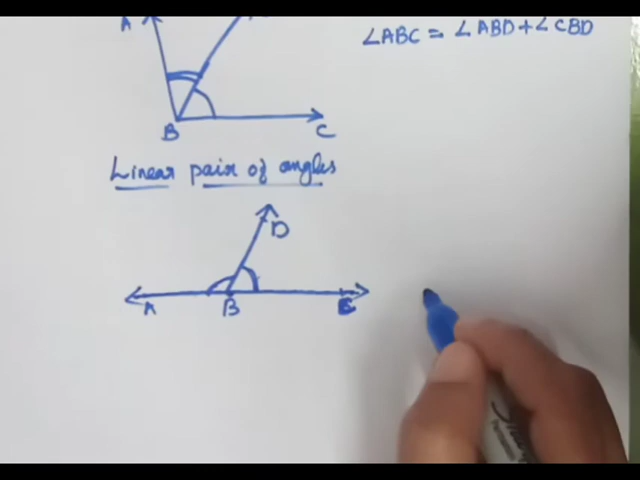 A
∠ABC = ∠ABD+∠CBD
B
C
Linear pair of angles
D
A B C